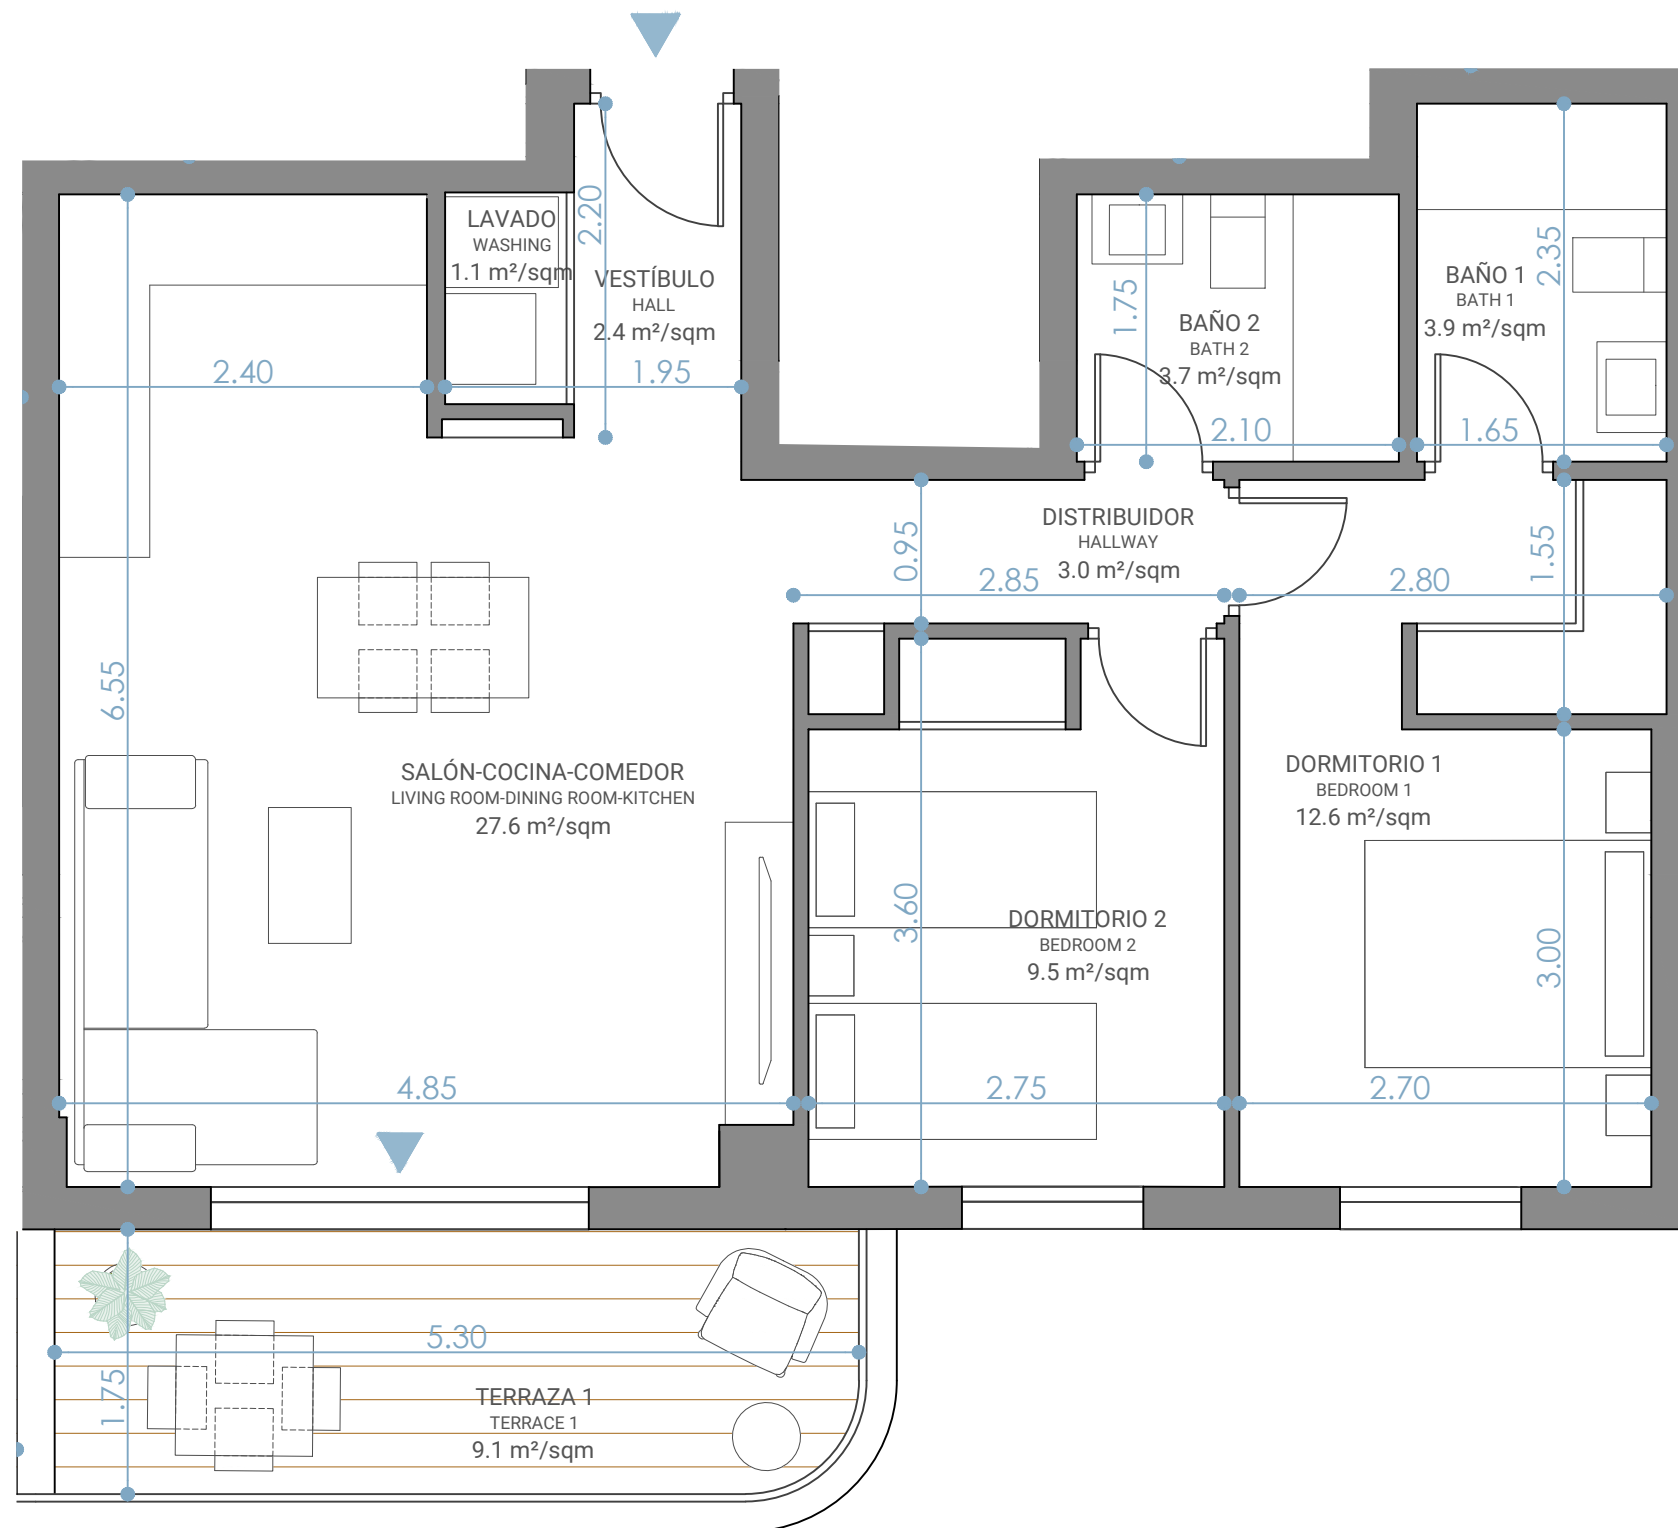 LAVADO
WASHING
1.1 m²/sqm
2.20
VESTÍBULO
HALL
2.4 m²/sqm
2.40
1.95
1.75
BAÑO 2
BATH 2
3.7 m²/sqm
2.10
2.35
BAÑO 1
BATH 1
3.9 m²/sqm
1.65
DISTRIBUIDOR
HALLWAY
3.0 m²/sqm
0.95
2.85
2.80
1.55
6.55
SALÓN-COCINA-COMEDOR
LIVING ROOM-DINING ROOM-KITCHEN
27.6 m²/sqm
DORMITORIO 1
BEDROOM 1
12.6 m²/sqm
3.60
DORMITORIO 2
BEDROOM 2
9.5 m²/sqm
3.00
4.85
2.75
2.70
5.30
1.75
TERRAZA 1
TERRACE 1
9.1 m²/sqm